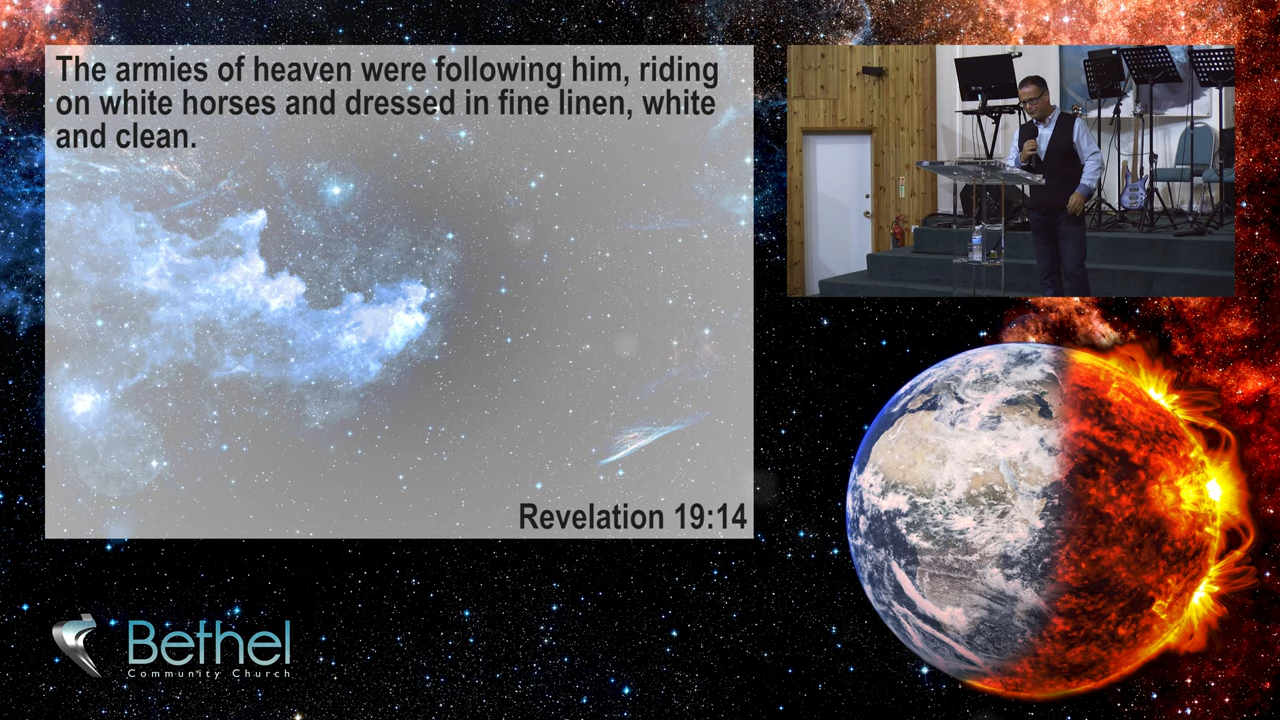 The armies of heaven were following him, riding
on white horses and dressed in fine linen, white
and clean.
Revelation 19:14
Bethel
Community Church